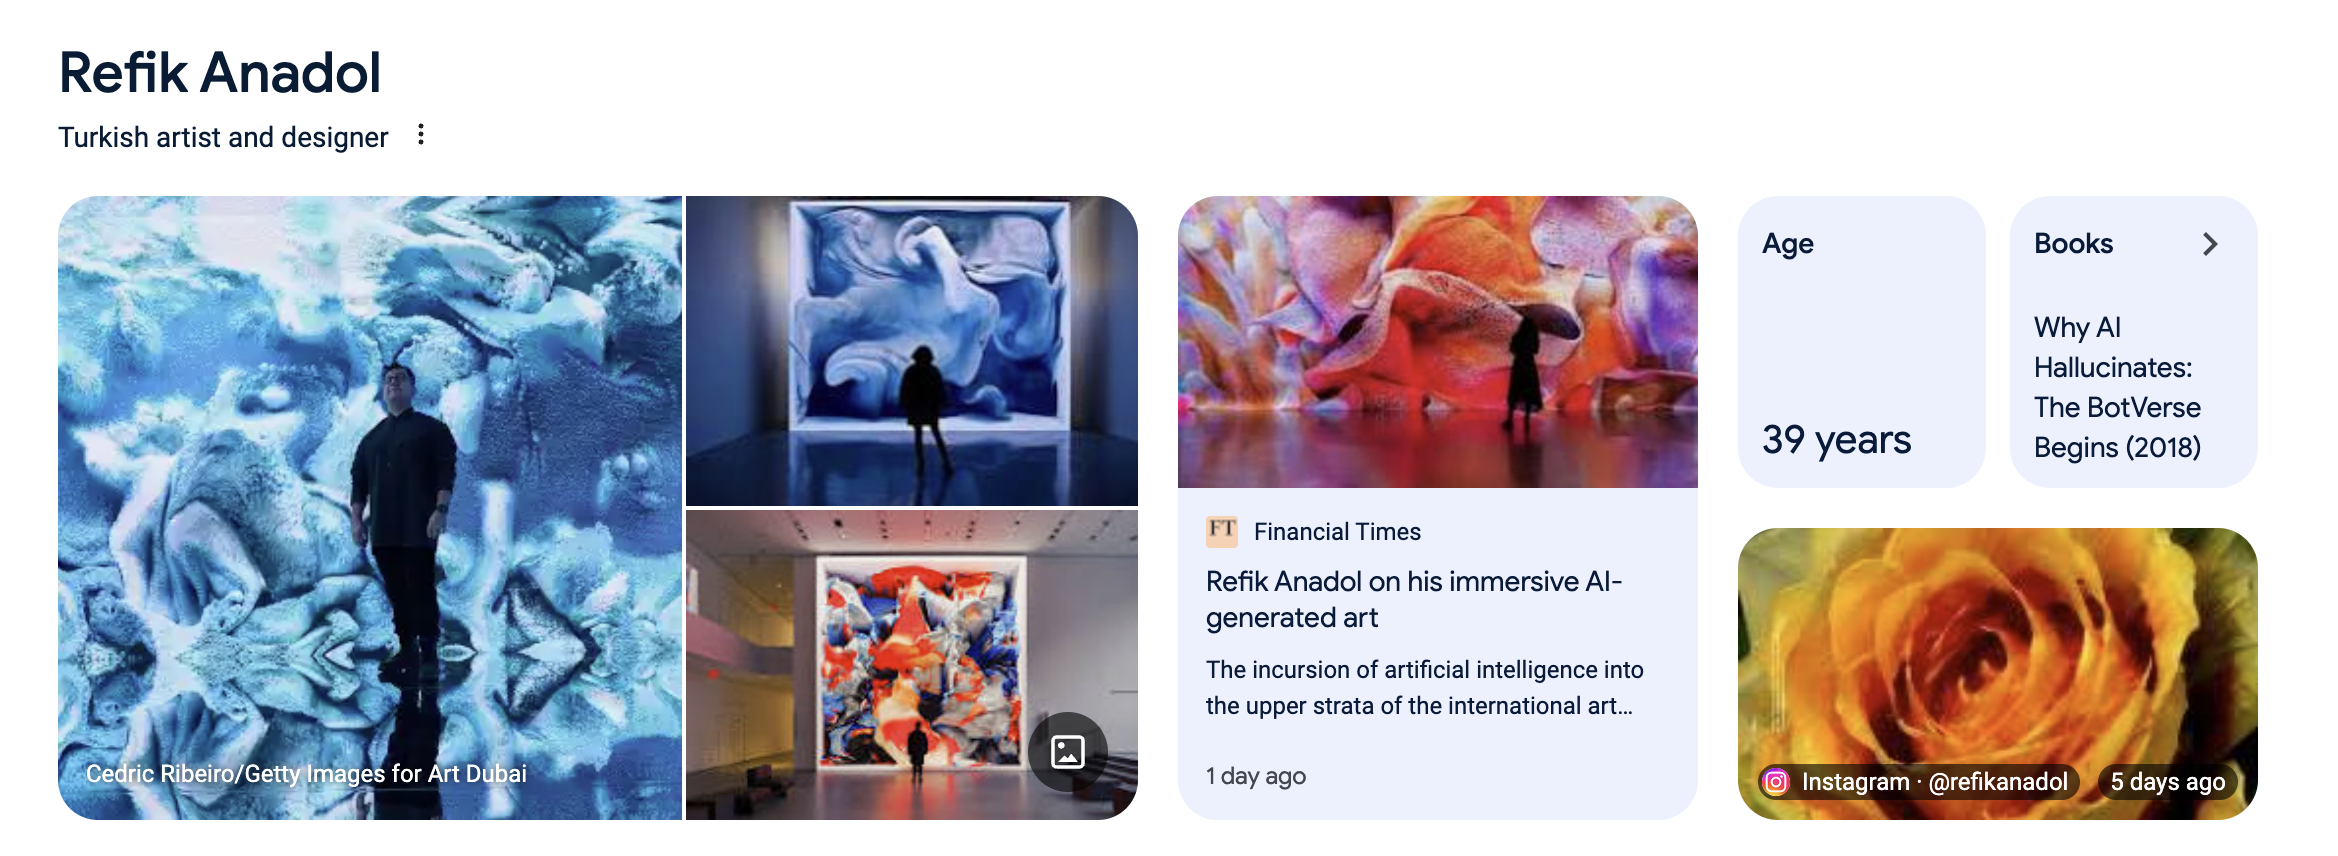 Refik Anadol
Turkish artist and designer
Cedric Ribeiro/Getty Images for Art Dubai
FT
Financial Times
Refik Anadol on his immersive AI-
generated art
The incursion of artificial intelligence into
the upper strata of the international art...
1 day ago
Age
39 years
Books
Why AI
Hallucinates:
The BotVerse
Begins (2018)
Instagram · @refikanadol
5 days ago